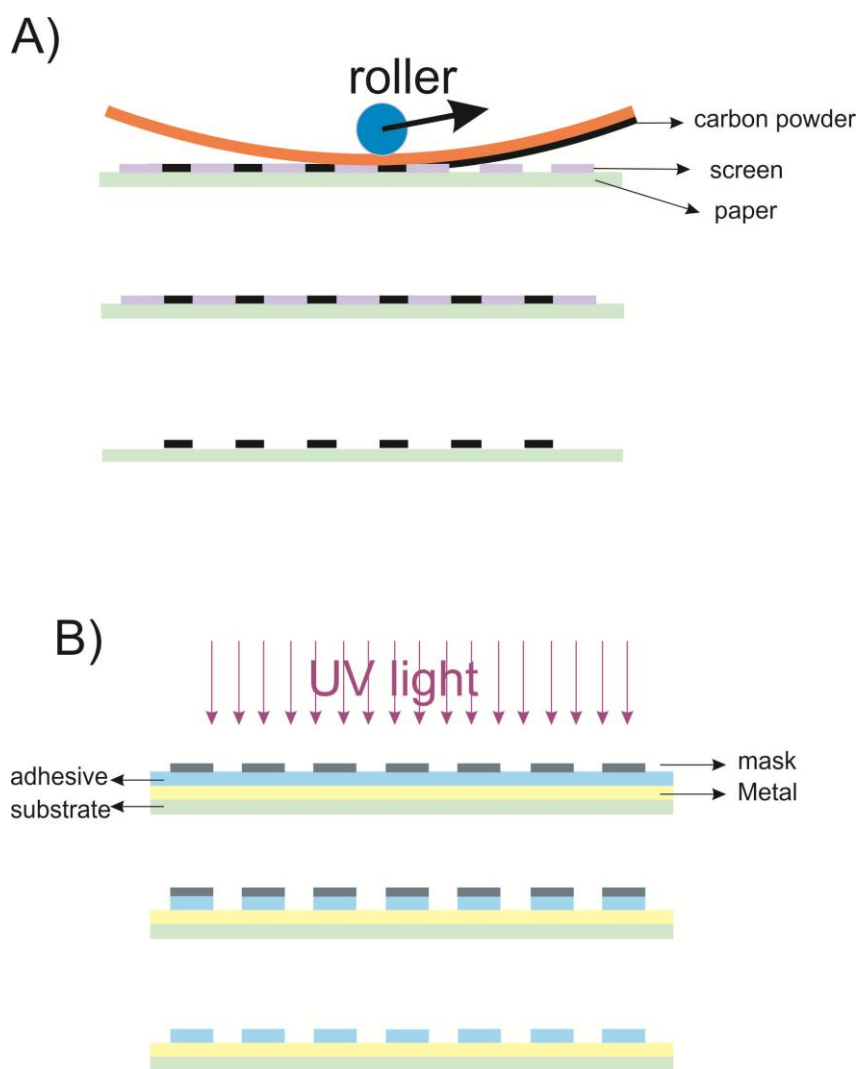 A)
roller
carbon powder
screen
paper
B)
UV light
mask
adhesive
Metal
substrate